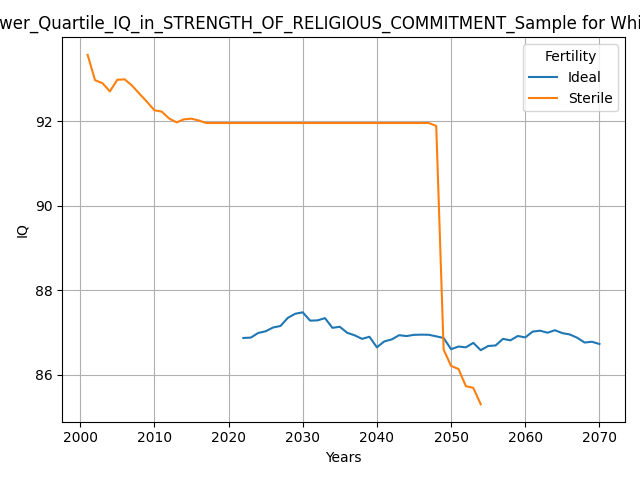 wer_Quartile_IQ_in_STRENGTH_OF_RELIGIOUS_COMMITMENT_Sample for Whi
Fertility
Ideal
Sterile
92
90
88
86
IQ
2000 2010 2020 2030 2040 2050 2060 2070
Years